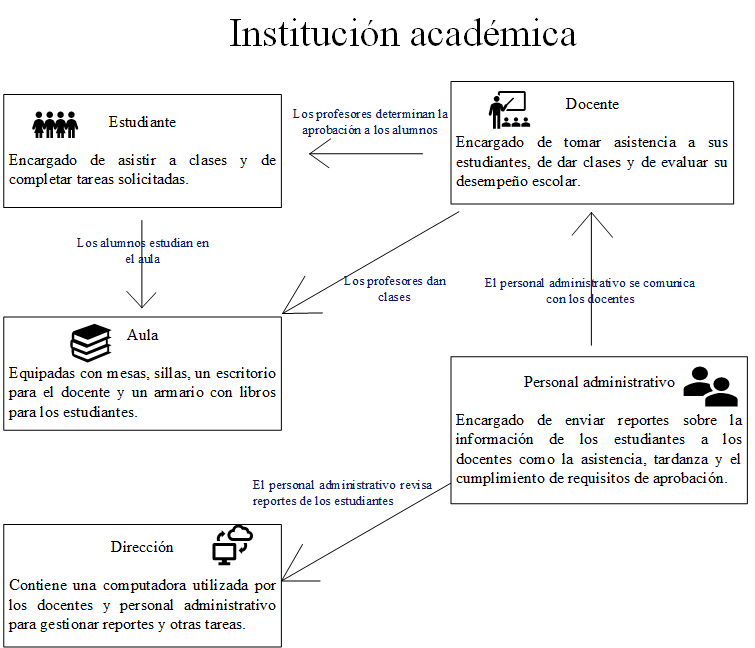 Institución académica
Estudiante
Encargado de asistir a clases y de
completar tareas solicitadas.
Los profesores determinan la
aprobación a los alumnos
Docente
Encargado de tomar asistencia a sus
estudiantes, de dar clases y de evaluar su
desempeño escolar.
Los alumnos estudian en
el aula
Los profesores dan
clases
El personal administrativo se comunica
con los docentes
Aula
Equipadas con mesas, sillas, un escritorio
para el docente y un armario con libros
para los estudiantes.
Personal administrativo
Encargado de enviar reportes sobre la
información de los estudiantes a los
docentes como la asistencia, tardanza y el
cumplimiento de requisitos de aprobación.
El personal administrativo revisa
reportes de los estudiantes
Dirección
Contiene una computadora utilizada por
los docentes y personal administrativo
para gestionar reportes y otras tareas.